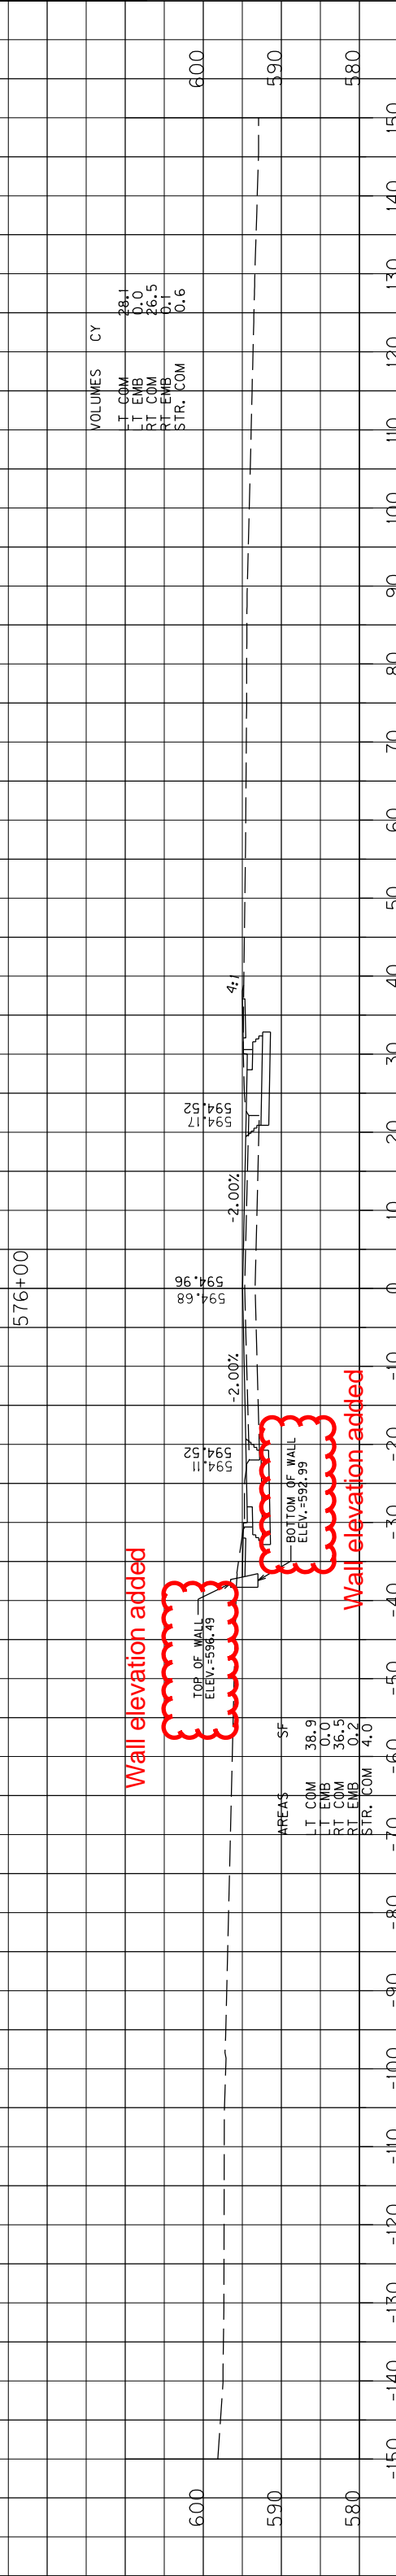 576+00
600
590
580
VOLUMES CY
LT COM 28.1
LT EMB 0.0
RT COM 26.5
RT EMB 0.1
STR. COM 0.6
Wall elevation added
TOP OF WALL
ELEV.=596.49
-2.00%
-2.00%
4:1
594.52
594.11
594.96
594.68
594.52
594.17
BOTTOM OF WALL
ELEV.=592.99
Wall elevation added
AREAS SF
LT COM 38.9
LT EMB 0.0
RT COM 36.5
RT EMB 0.2
STR. COM 4.0
600
590
580
-150 -140 -130 -120 -110 -100 -90 -80 -70 -60 -50 -40 -30 -20 -10 0 10 20 30 40 50 60 70 80 90 100 110 120 130 140 150